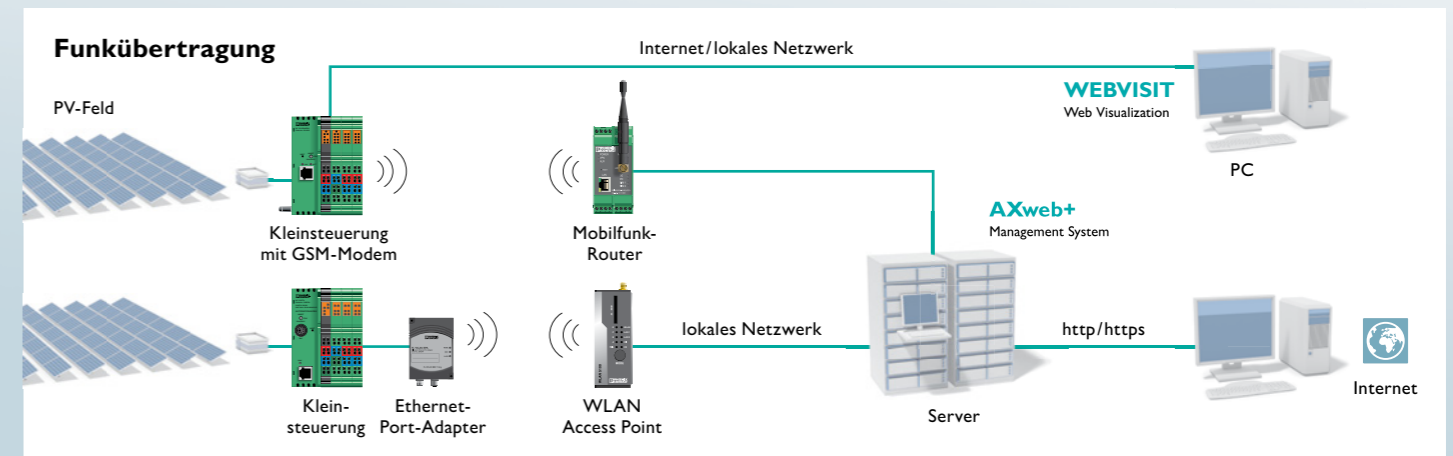 Funkübertragung
Internet/lokales Netzwerk
WEBVISIT
Web Visualization
PV-Feld
PC
Kleinsteuerung
mit GSM-Modem
Mobilfunk-
Router
AXweb+
Management System
lokales Netzwerk
http/https
Klein-
steuerung
Ethernet-
Port-Adapter
WLAN
Access Point
Server
Internet